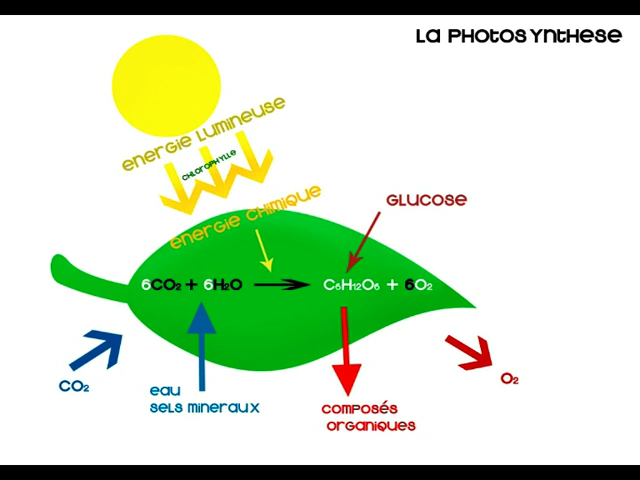 La Photosynthese
energie Lumineuse
chlorophylle
energie chimique
Glucose
6CO₂ + 6H₂O → C₆H₁₂O₆ + 6O₂
CO₂
eau
sels mineraux
composés
organiques
O₂